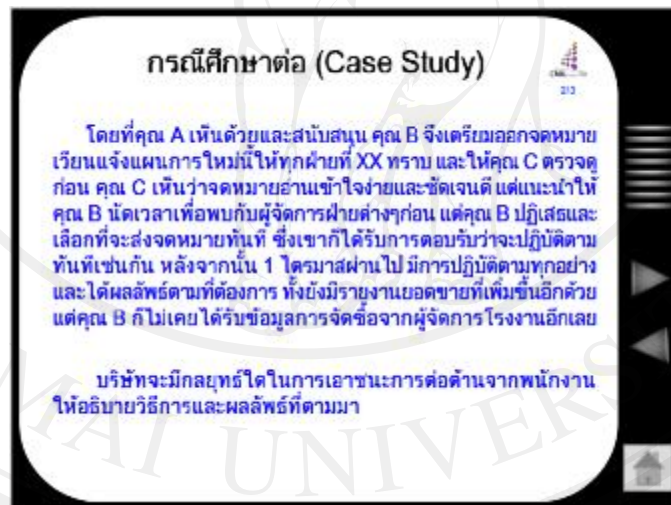 กรณีศึกษาต่อ (Case Study)
213
โดยที่คุณ A เห็นด้วยและสนับสนุน คุณ B จึงเตรียมออกจดหมาย
เวียนแจ้งแผนการใหม่นี้ให้ทุกฝ่ายที่ XX ทราบ และให้คุณ C ตรวจดู
ก่อน คุณ C เห็นว่าจดหมายอ่านเข้าใจง่ายและชัดเจนดี แต่แนะนำให้
คุณ B นัดเวลาเพื่อพบกับผู้จัดการฝ่ายต่างๆก่อน แต่คุณ B ปฏิเสธและ
เลือกที่จะส่งจดหมายทันที ซึ่งเขาก็ได้รับการตอบรับว่าจะปฏิบัติตาม
ทันทีเช่นกัน หลังจากนั้น 1 ไตรมาสผ่านไป มีการปฏิบัติตามทุกอย่าง
และได้ผลลัพธ์ตามที่ต้องการ ทั้งยังมีรายงานยอดขายที่เพิ่มขึ้นอีกด้วย
แต่คุณ B ก็ไม่เคยได้รับข้อมูลการจัดซื้อจากผู้จัดการโรงงานอีกเลย
บริษัทจะมีกลยุทธ์ใดในการเอาชนะการต่อต้านจากพนักงาน
ให้อธิบายวิธีการและผลลัพธ์ที่ตามมา
MAI UNIVERS